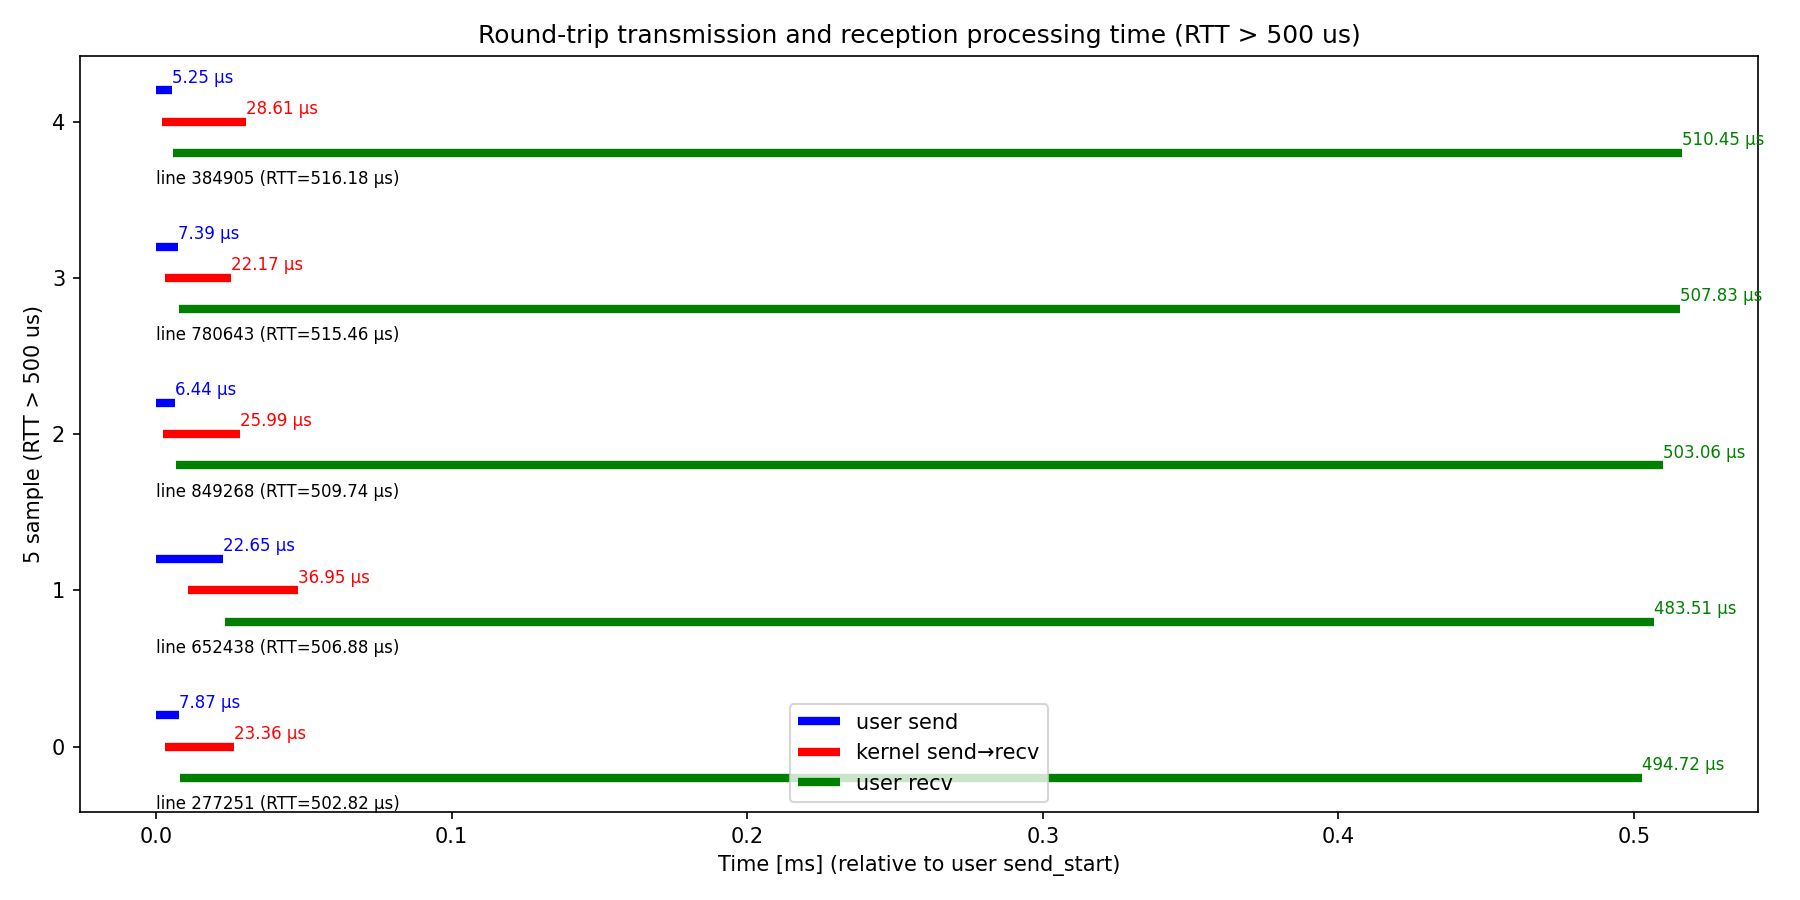 Round-trip transmission and reception processing time (RTT > 500 us)
5.25 µs
28.61 µs
4
510.45 µs
line 384905 (RTT=516.18 µs)
7.39 µs
22.17 µs
3
507.83 µs
line 780643 (RTT=515.46 µs)
6.44 µs
25.99 µs
2
503.06 µs
line 849268 (RTT=509.74 µs)
22.65 µs
36.95 µs
1
483.51 µs
line 652438 (RTT=506.88 µs)
7.87 µs
23.36 µs
0
494.72 µs
line 277251 (RTT=502.82 µs)
user send
kernel send→recv
user recv
0.0 0.1 0.2 0.3 0.4 0.5
Time [ms] (relative to user send_start)
5 sample (RTT > 500 us)